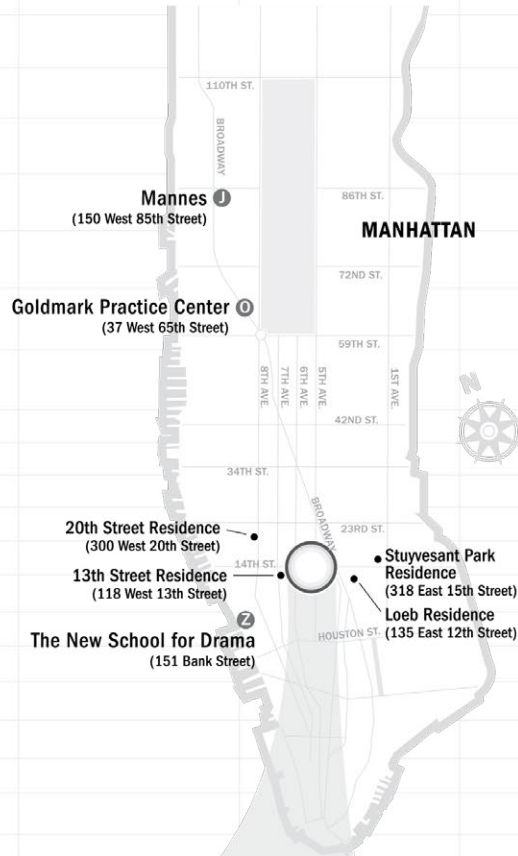 110TH ST.
BROADWAY
Mannes J
(150 West 85th Street)
86TH ST.
MANHATTAN
72ND ST.
Goldmark Practice Center O
(37 West 65th Street)
59TH ST.
8TH AVE.
7TH AVE.
6TH AVE.
5TH AVE.
1ST AVE.
N
42ND ST.
34TH ST.
BROADWAY
20th Street Residence
(300 West 20th Street)
23RD ST.
14TH ST.
13th Street Residence
(118 West 13th Street)
Stuyvesant Park
Residence
(318 East 15th Street)
Loeb Residence
(135 East 12th Street)
Z
The New School for Drama
(151 Bank Street)
HOUSTON ST.